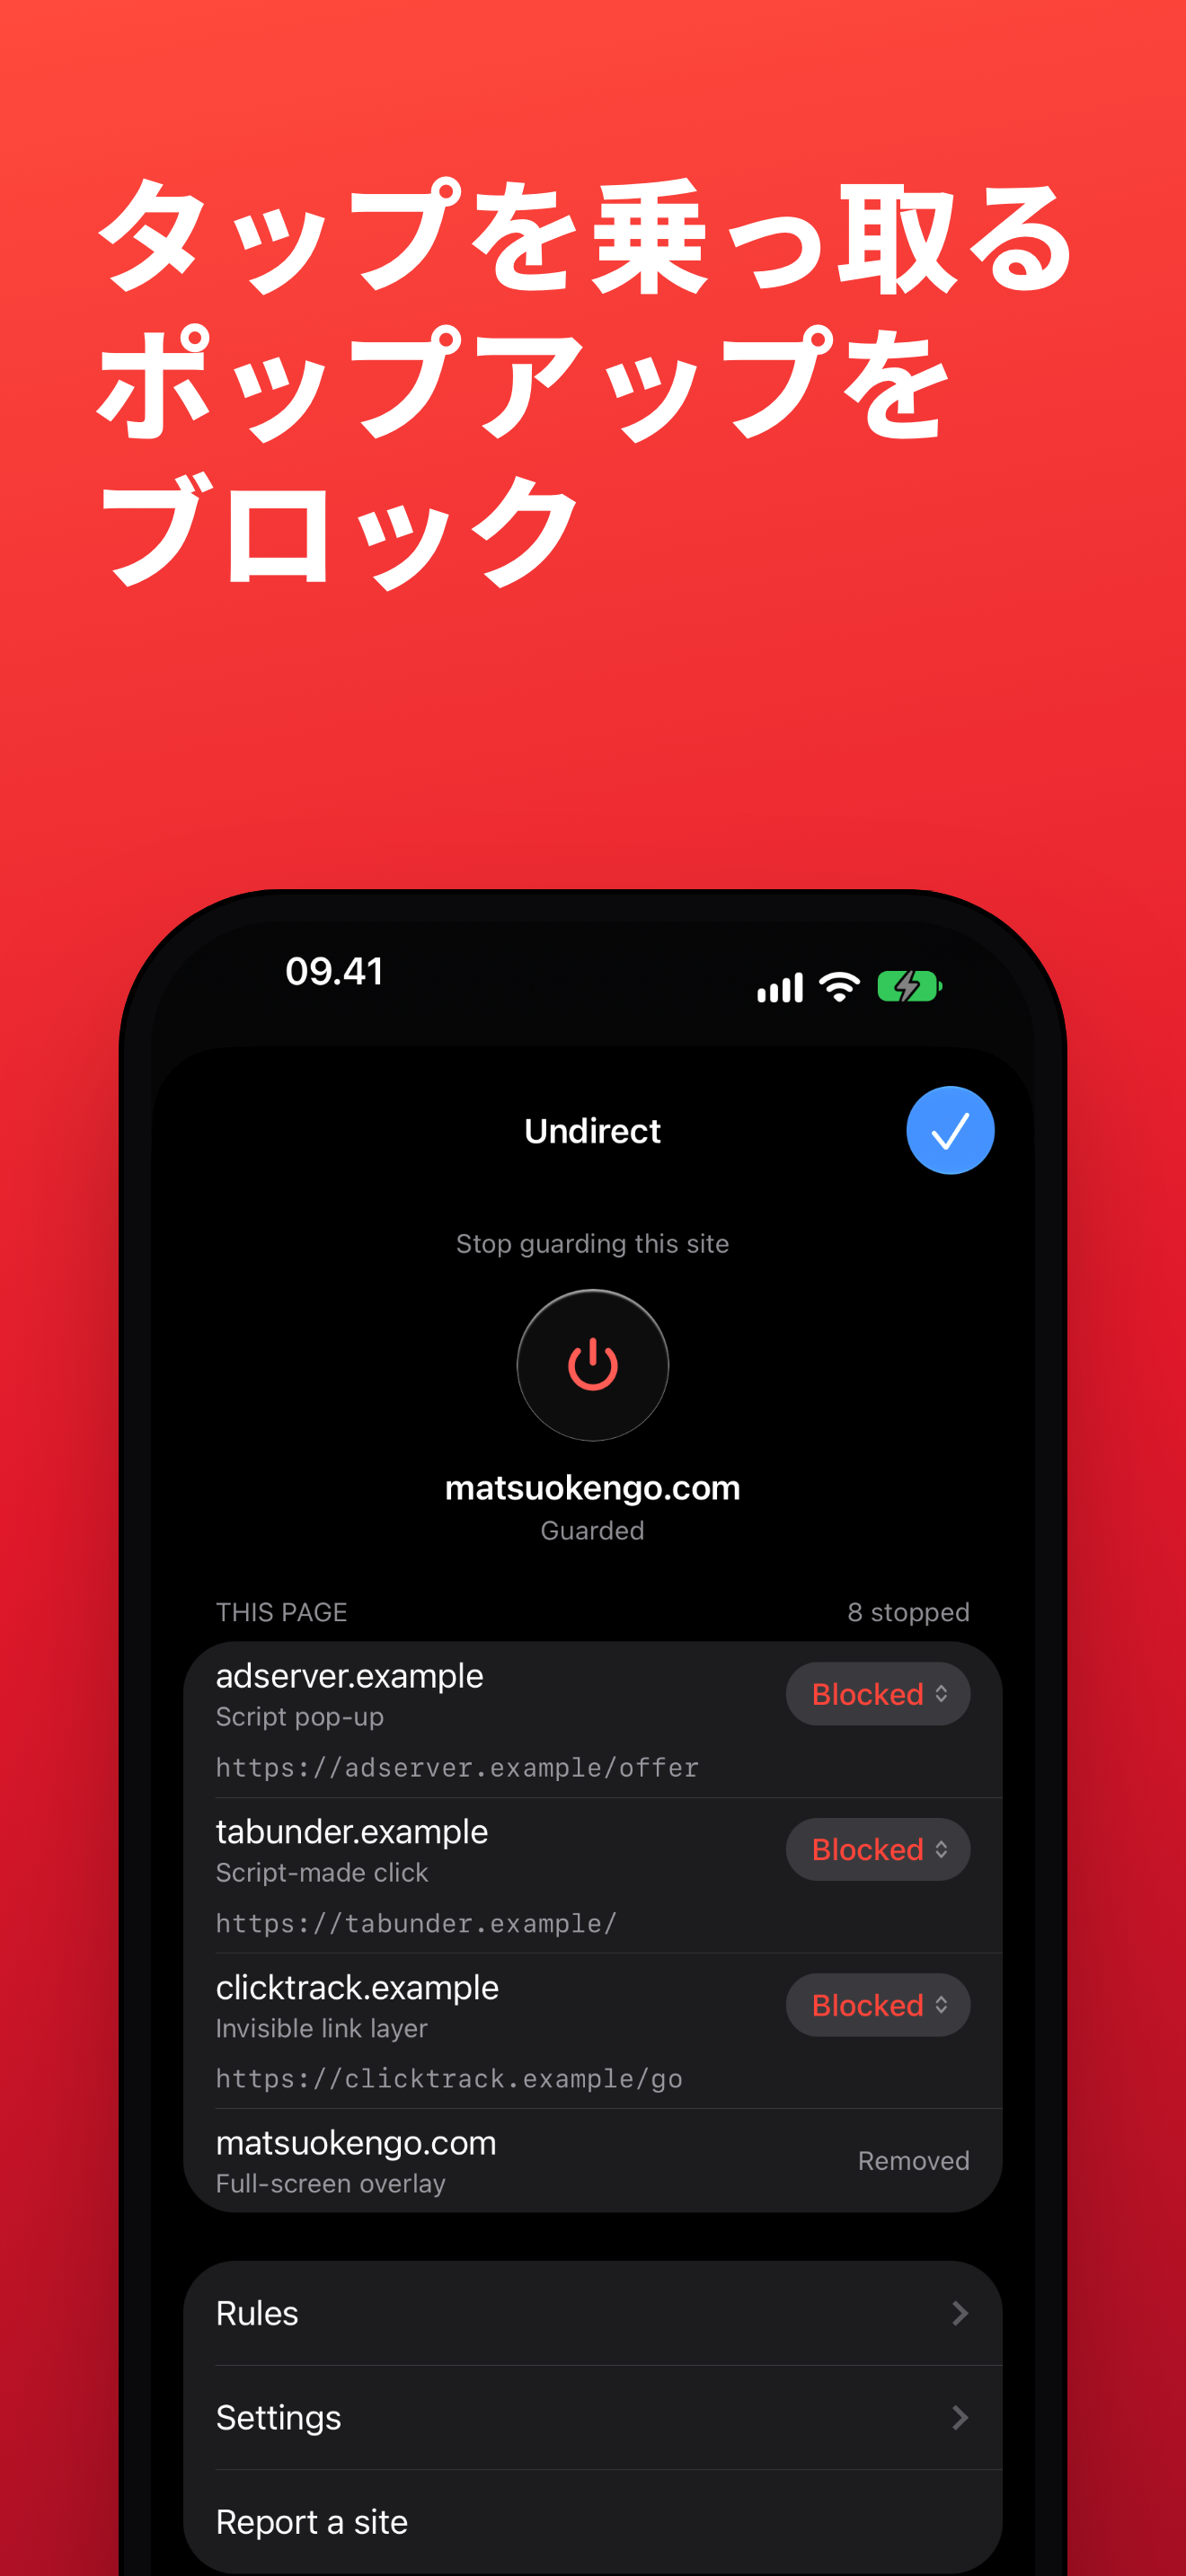 タップを乗っ取る
ポップアップを
ブロック
09.41
Undirect
Stop guarding this site
matsuokengo.com
Guarded
THIS PAGE 8 stopped
adserver.example Blocked
Script pop-up
https://adserver.example/offer
tabunder.example Blocked
Script-made click
https://tabunder.example/
clicktrack.example Blocked
Invisible link layer
https://clicktrack.example/go
matsuokengo.com Removed
Full-screen overlay
Rules
Settings
Report a site